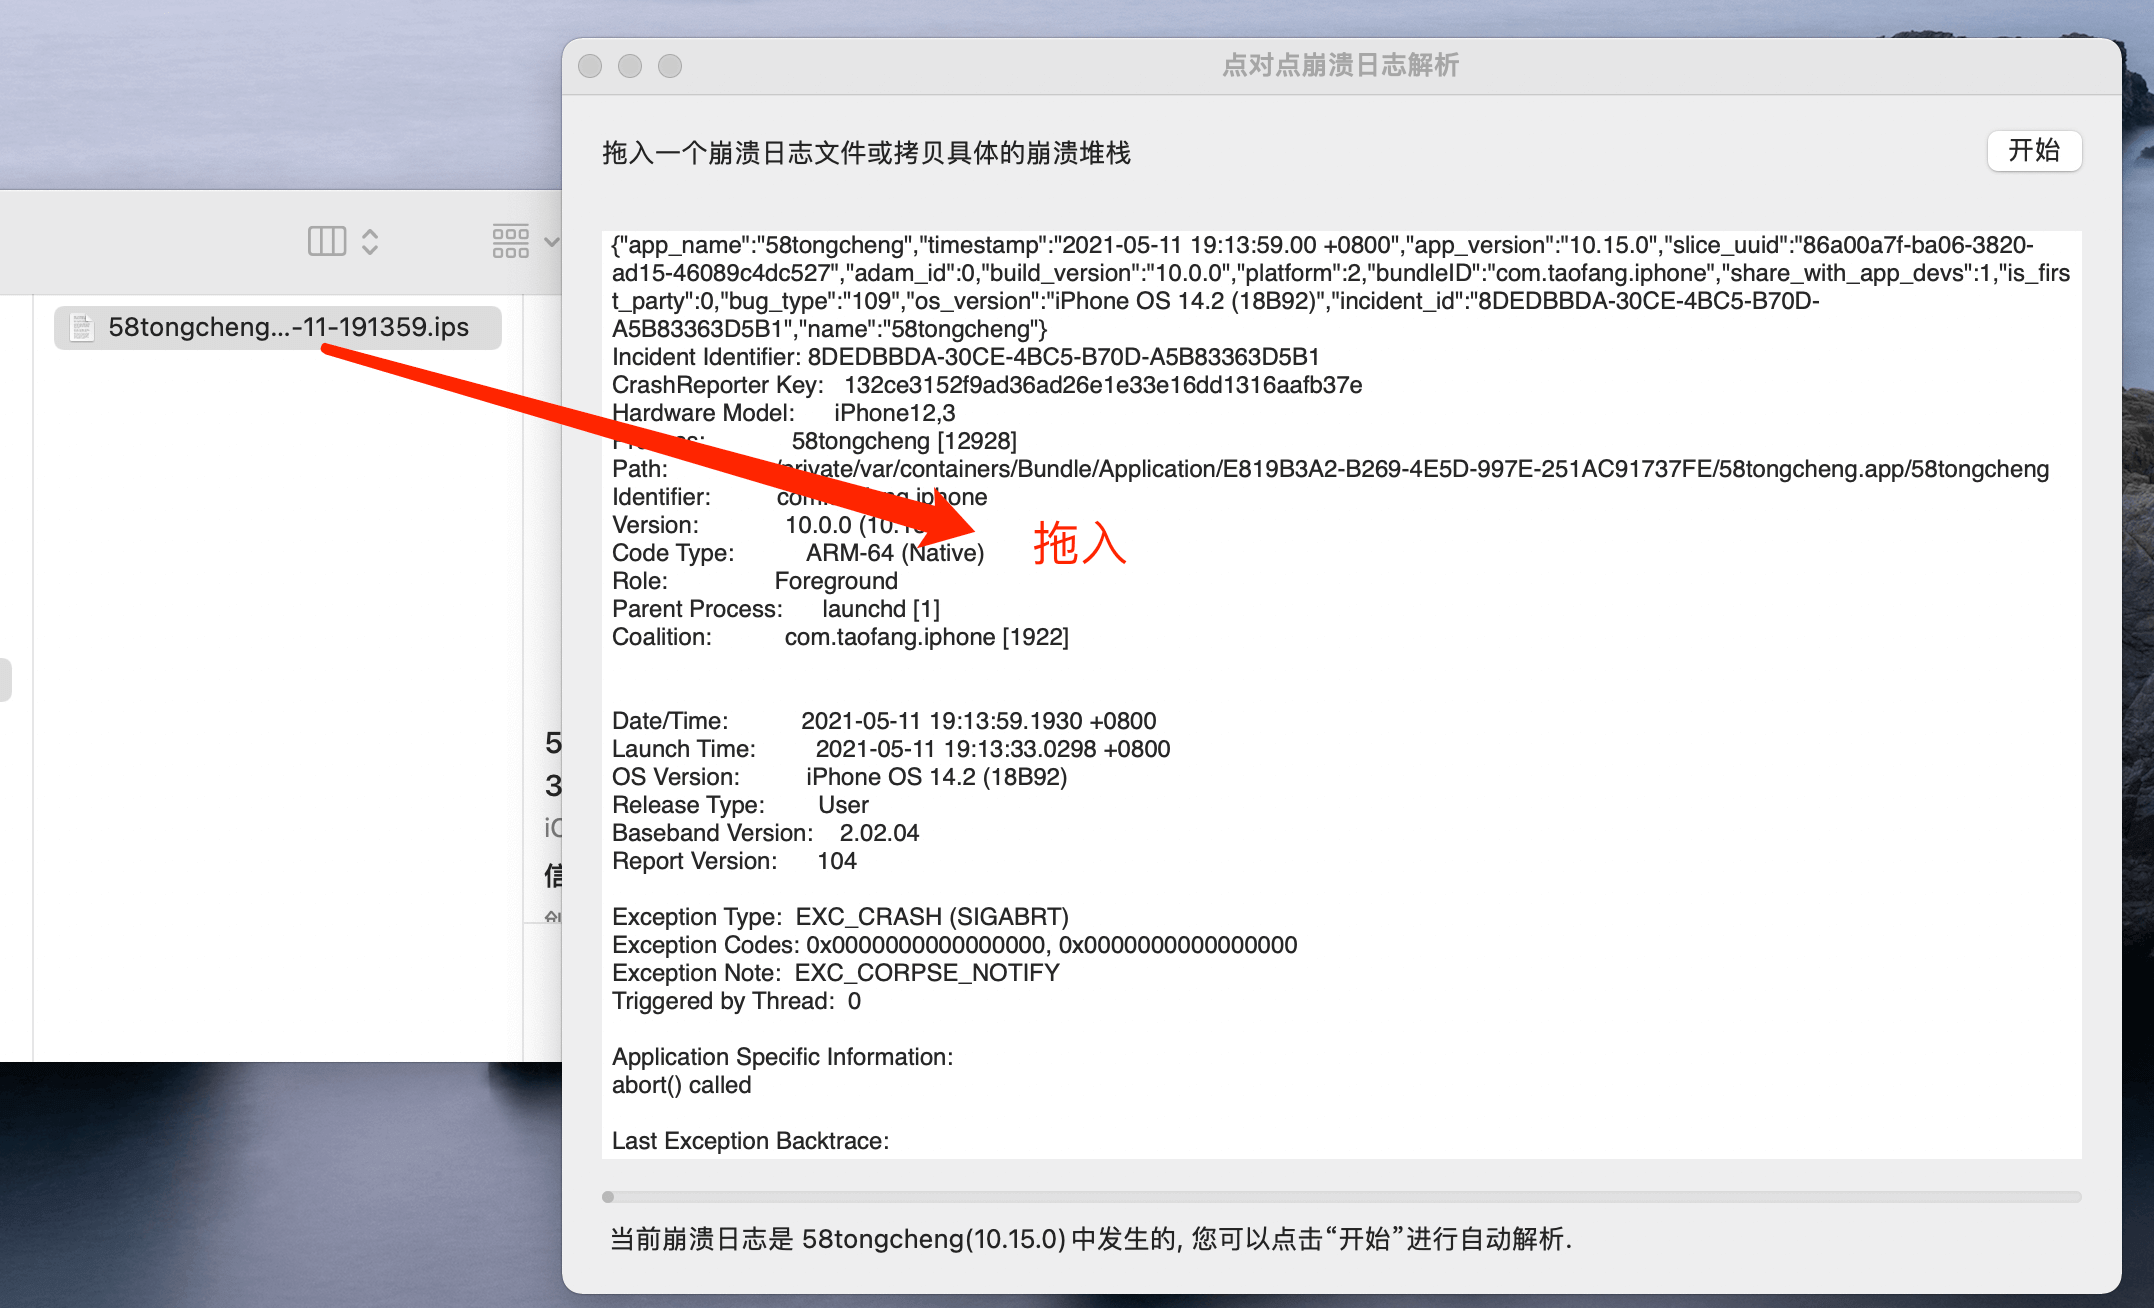 点对点崩溃日志解析
拖入一个崩溃日志文件或拷贝具体的崩溃堆栈
开始
58tongcheng...-11-191359.ips
{"app_name":"58tongcheng","timestamp":"2021-05-11 19:13:59.00 +0800","app_version":"10.15.0","slice_uuid":"86a00a7f-ba06-3820-
ad15-46089c4dc527","adam_id":0,"build_version":"10.0.0","platform":2,"bundleID":"com.taofang.iphone","share_with_app_devs":1,"is_firs
t_party":0,"bug_type":"109","os_version":"iPhone OS 14.2 (18B92)","incident_id":"8DEDBBDA-30CE-4BC5-B70D-
A5B83363D5B1","name":"58tongcheng"}
Incident Identifier: 8DEDBBDA-30CE-4BC5-B70D-A5B83363D5B1
CrashReporter Key: 132ce3152f9ad36ad26e1e33e16dd1316aafb37e
Hardware Model: iPhone12,3
58tongcheng [12928]
Path: /private/var/containers/Bundle/Application/E819B3A2-B269-4E5D-997E-251AC91737FE/58tongcheng.app/58tongcheng
Identifier:
Version: 10.0.0
Code Type: ARM-64 (Native)
拖入
Role: Foreground
Parent Process: launchd [1]
Coalition: com.taofang.iphone [1922]
Date/Time: 2021-05-11 19:13:59.1930 +0800
Launch Time: 2021-05-11 19:13:33.0298 +0800
OS Version: iPhone OS 14.2 (18B92)
Release Type: User
Baseband Version: 2.02.04
Report Version: 104
Exception Type: EXC_CRASH (SIGABRT)
Exception Codes: 0x0000000000000000, 0x0000000000000000
Exception Note: EXC_CORPSE_NOTIFY
Triggered by Thread: 0
Application Specific Information:
abort() called
Last Exception Backtrace:
当前崩溃日志是 58tongcheng(10.15.0) 中发生的, 您可以点击“开始”进行自动解析.